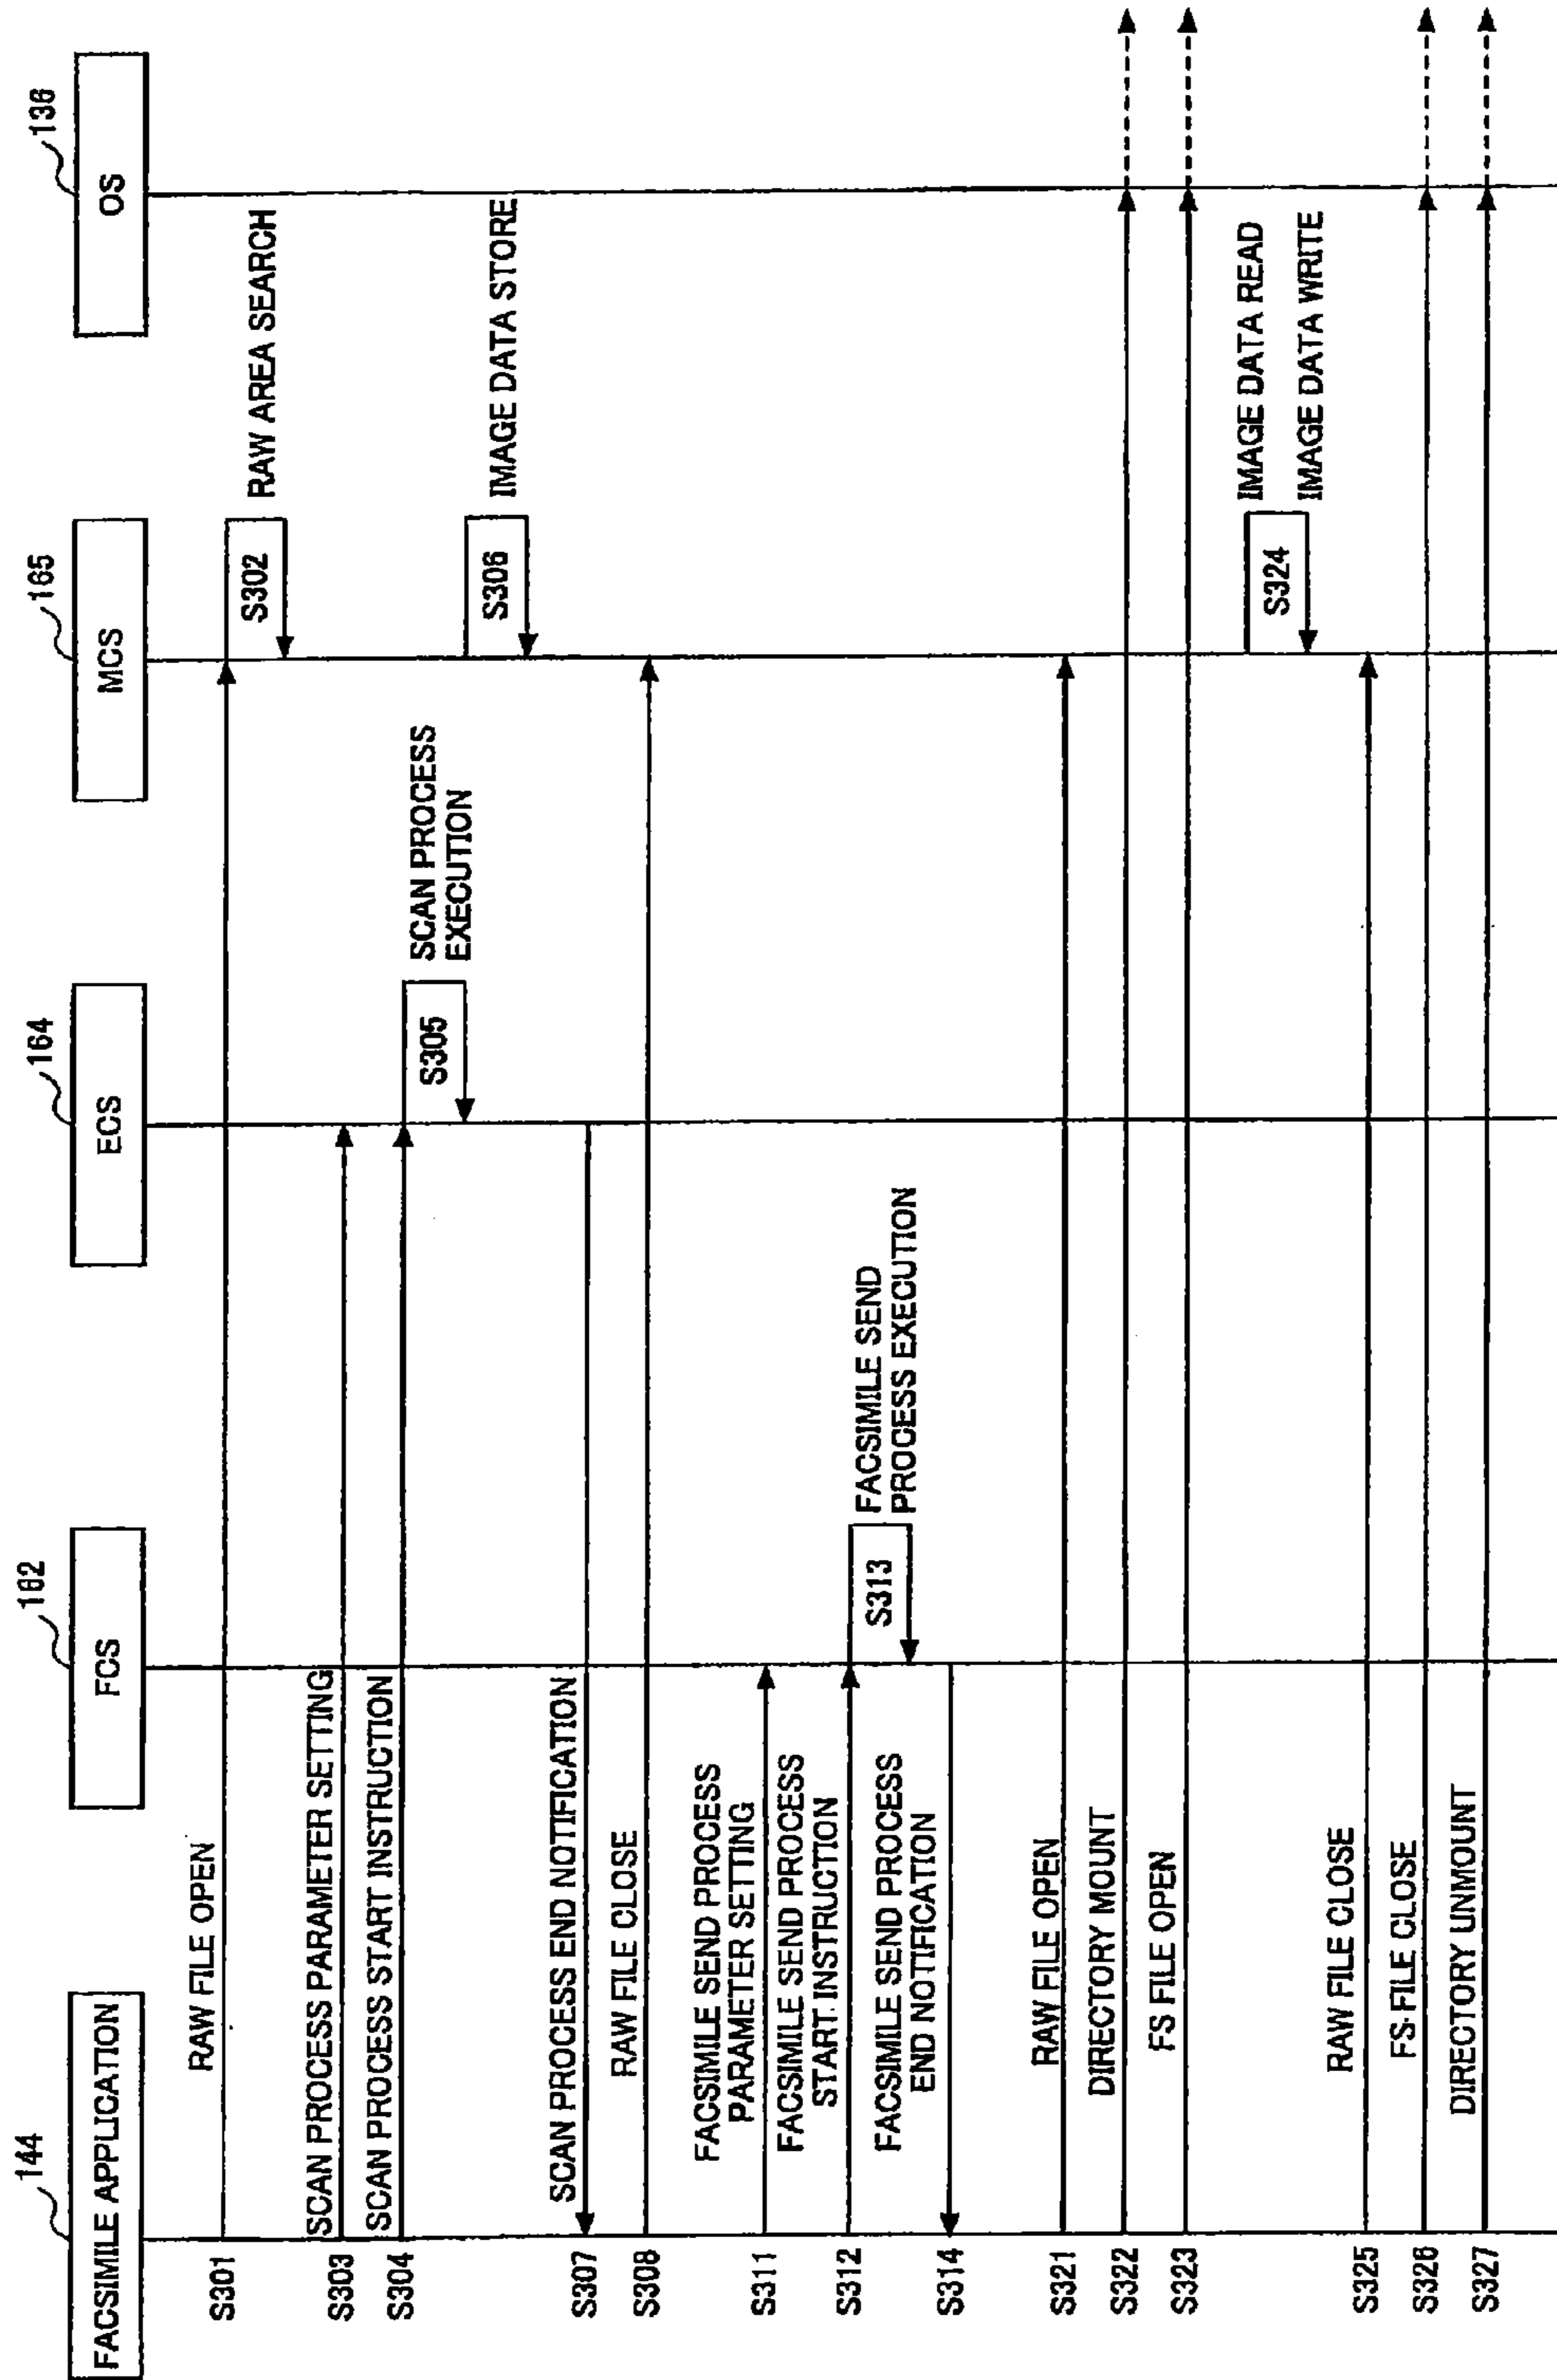 144
FACSIMILE APPLICATION
162
FCS
164
ECS
165
MCS
136
OS
S301
RAW FILE OPEN
S302
RAW AREA SEARCH
S303
SCAN PROCESS PARAMETER SETTING
S304
SCAN PROCESS START INSTRUCTION
S305
SCAN PROCESS
EXECUTION
S306
IMAGE DATA STORE
S307
SCAN PROCESS END NOTIFICATION
S308
RAW FILE CLOSE
S311
FACSIMILE SEND PROCESS
PARAMETER SETTING
S312
FACSIMILE SEND PROCESS
START INSTRUCTION
S313
FACSIMILE SEND
PROCESS EXECUTION
S314
FACSIMILE SEND PROCESS
END NOTIFICATION
S321
RAW FILE OPEN
S322
DIRECTORY MOUNT
S323
FS FILE OPEN
S324
IMAGE DATA READ
IMAGE DATA WRITE
S325
RAW FILE CLOSE
S326
FS FILE CLOSE
S327
DIRECTORY UNMOUNT